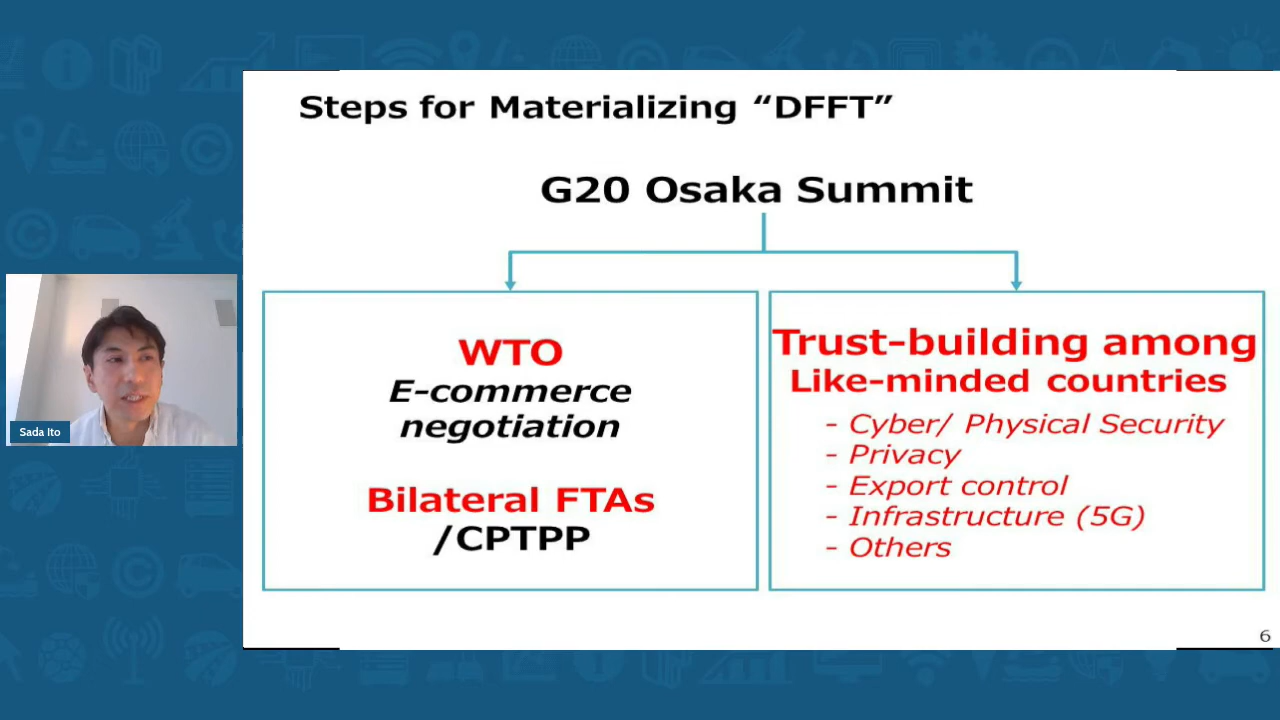 Steps for Materializing “DFFT”
G20 Osaka Summit
WTO
E-commerce
negotiation
Bilateral FTAs
/CPTPP
Trust-building among
Like-minded countries
- Cyber/ Physical Security
- Privacy
- Export control
- Infrastructure (5G)
- Others
6
Sada Ito